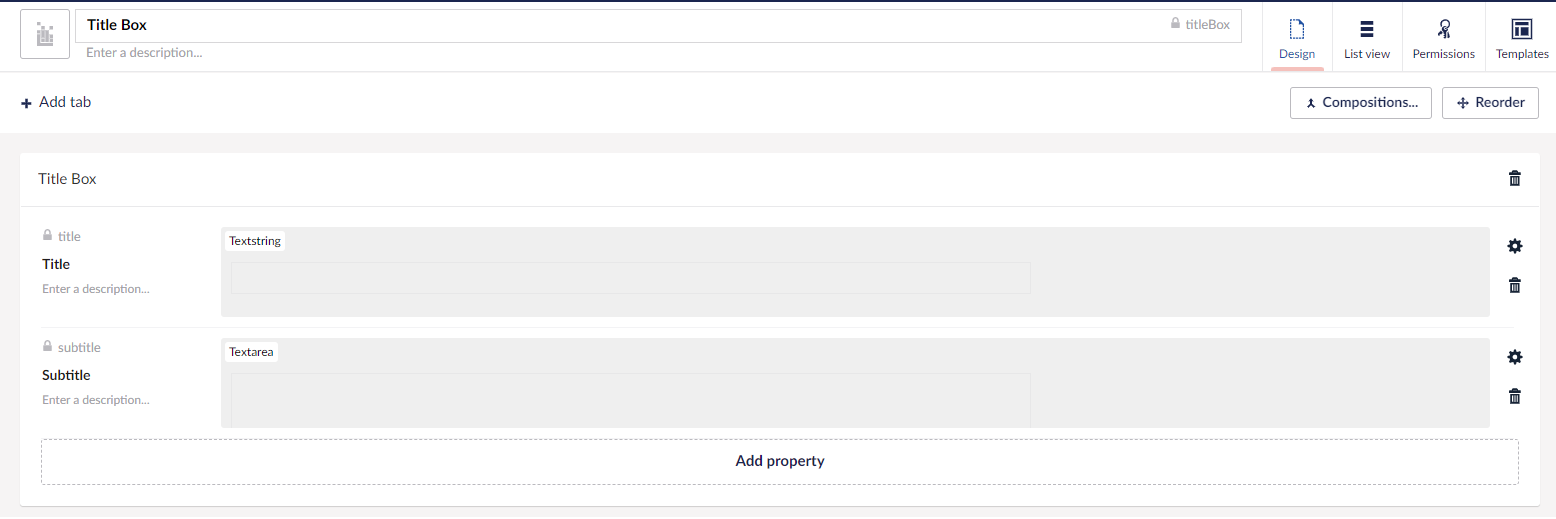 Title Box
titleBox
Enter a description...
Design
List view
Permissions
Templates
Add tab
Compositions...
Reorder
Title Box
title
Title
Enter a description...
Textstring
subtitle
Subtitle
Enter a description...
Textarea
Add property